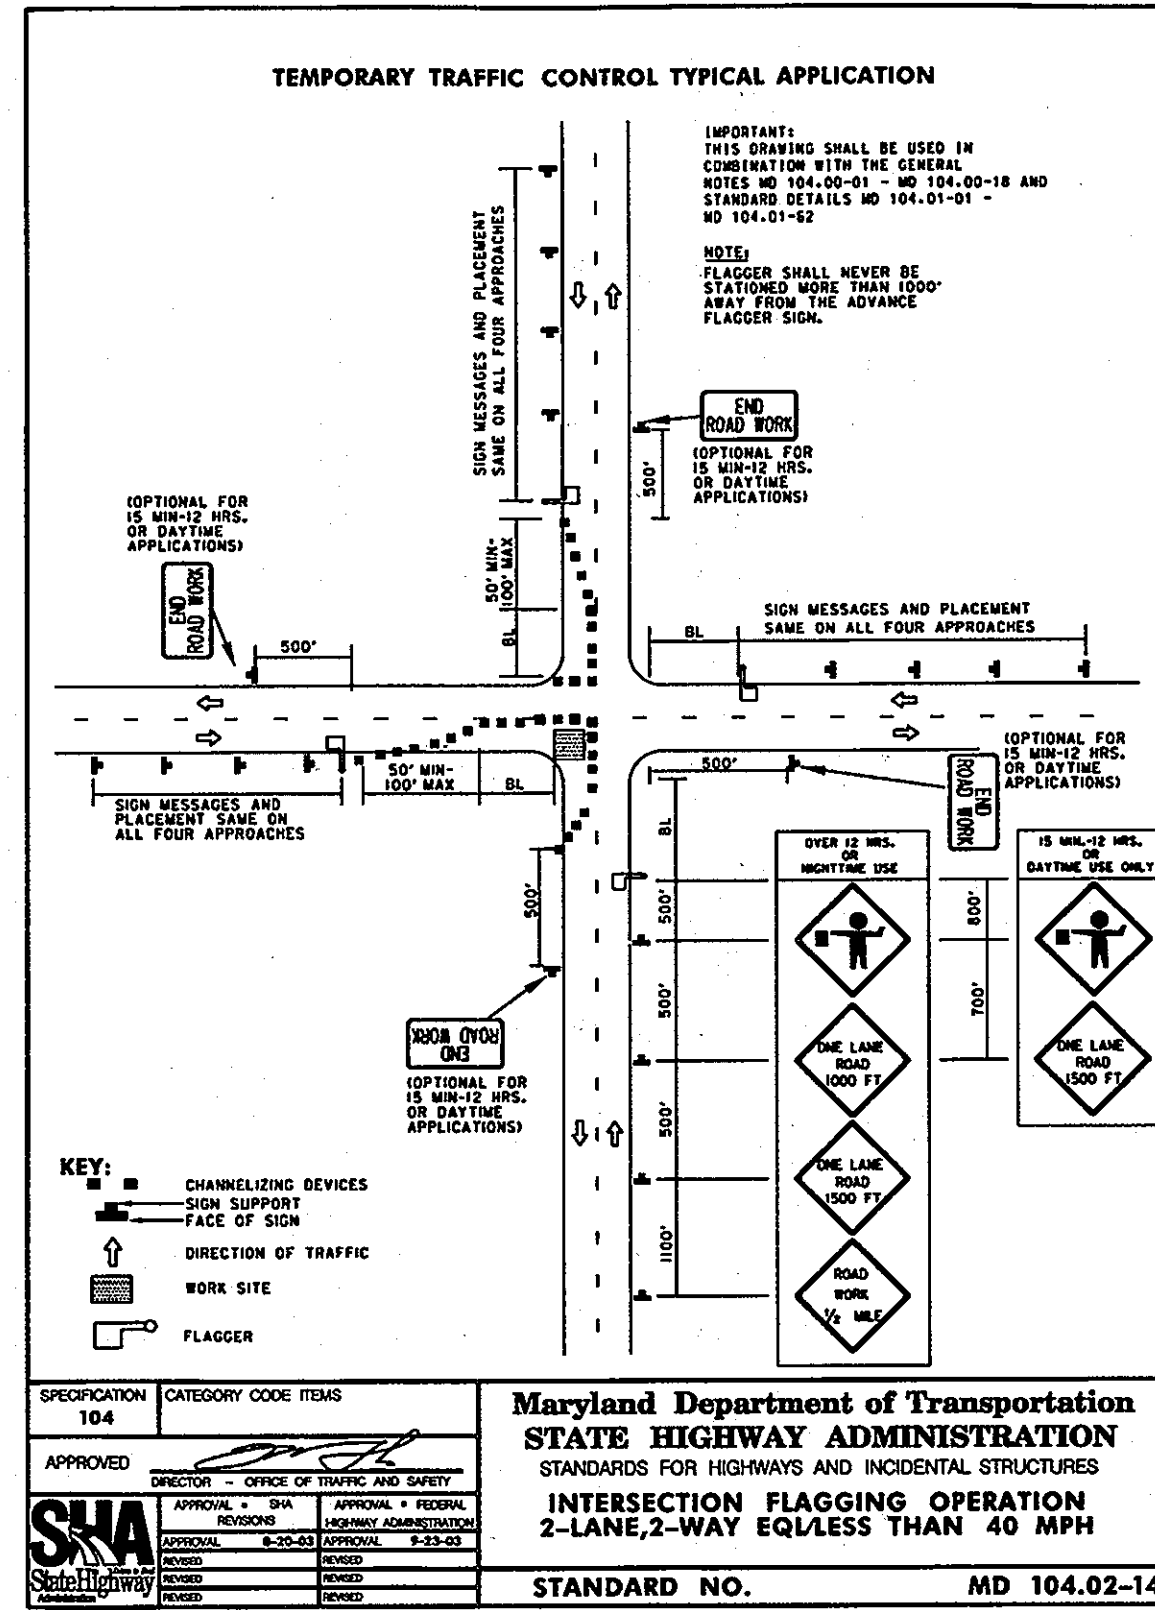 TEMPORARY TRAFFIC CONTROL TYPICAL APPLICATION
IMPORTANT:
THIS DRAWING SHALL BE USED IN
COMBINATION WITH THE GENERAL
NOTES MD 104.00-01 - MD 104.00-18 AND
STANDARD DETAILS MD 104.01-01 -
MD 104.01-62
NOTE:
FLAGGER SHALL NEVER BE
STATIONED MORE THAN 1000'
AWAY FROM THE ADVANCE
FLAGGER SIGN.
SIGN MESSAGES AND PLACEMENT
SAME ON ALL FOUR APPROACHES
END
ROAD WORK
(OPTIONAL FOR
15 MIN-12 HRS.
OR DAYTIME
APPLICATIONS)
500'
(OPTIONAL FOR
15 MIN-12 HRS.
OR DAYTIME
APPLICATIONS)
END
ROAD WORK
500'
50' MIN-
100' MAX
BL
SIGN MESSAGES AND PLACEMENT
SAME ON ALL FOUR APPROACHES
BL
50' MIN-
100' MAX
BL
SIGN MESSAGES AND
PLACEMENT SAME ON
ALL FOUR APPROACHES
500'
(OPTIONAL FOR
15 MIN-12 HRS.
OR DAYTIME
APPLICATIONS)
END
ROAD WORK
BL
500'
500'
500'
1100'
500'
END
ROAD WORK
(OPTIONAL FOR
15 MIN-12 HRS.
OR DAYTIME
APPLICATIONS)
OVER 12 HRS.
OR
NIGHTTIME USE
ONE LANE
ROAD
1000 FT
ONE LANE
ROAD
1500 FT
ROAD
WORK
1/2 MILE
800'
700'
15 MIN.-12 HRS.
OR
DAYTIME USE ONLY
ONE LANE
ROAD
1500 FT
KEY:
CHANNELIZING DEVICES
SIGN SUPPORT
FACE OF SIGN
DIRECTION OF TRAFFIC
WORK SITE
FLAGGER
SPECIFICATION
104
CATEGORY CODE ITEMS
APPROVED
DIRECTOR - OFFICE OF TRAFFIC AND SAFETY
SHA
State Highway
Administration
APPROVAL • SHA
REVISIONS
APPROVAL • FEDERAL
HIGHWAY ADMINISTRATION
APPROVAL 8-20-03
APPROVAL 9-23-03
REVISED
REVISED
REVISED
REVISED
REVISED
REVISED
Maryland Department of Transportation
STATE HIGHWAY ADMINISTRATION
STANDARDS FOR HIGHWAYS AND INCIDENTAL STRUCTURES
INTERSECTION FLAGGING OPERATION
2-LANE,2-WAY EQL/LESS THAN 40 MPH
STANDARD NO. MD 104.02-14